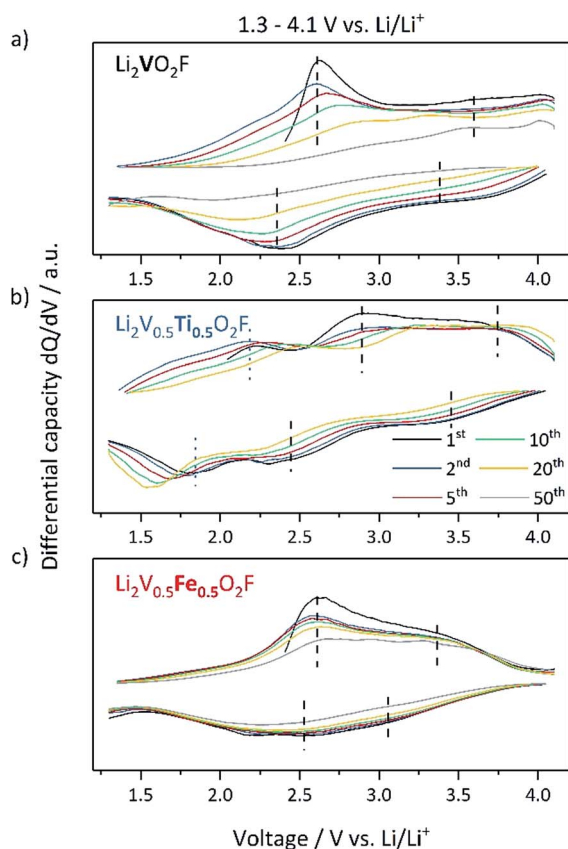 1.3 - 4.1 V vs. Li/Li⁺
a)
Li₂VO₂F
1.5 2.0 2.5 3.0 3.5 4.0
b)
Li₂V₀.₅Ti₀.₅O₂F
1ˢᵗ 10ᵗʰ
2ⁿᵈ 20ᵗʰ
5ᵗʰ 50ᵗʰ
1.5 2.0 2.5 3.0 3.5 4.0
c)
Li₂V₀.₅Fe₀.₅O₂F
1.5 2.0 2.5 3.0 3.5 4.0
Differential capacity dQ/dV / a.u.
Voltage / V vs. Li/Li⁺